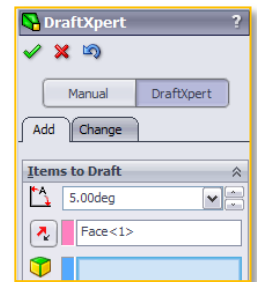 DraftXpert ?
Manual DraftXpert
Add Change
Items to Draft
A
5.00deg
Face<1>